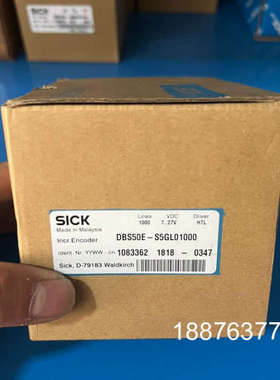 SICK
Made in Malaysia
Lines VDC Driver
1000 7..27V HTL
Incr.Encoder DBS50E-S5GL01000
Ident. Nr. YYWW - sn 1083362 1818 - 0347
Sick, D-79183 Waldkirch
18876377